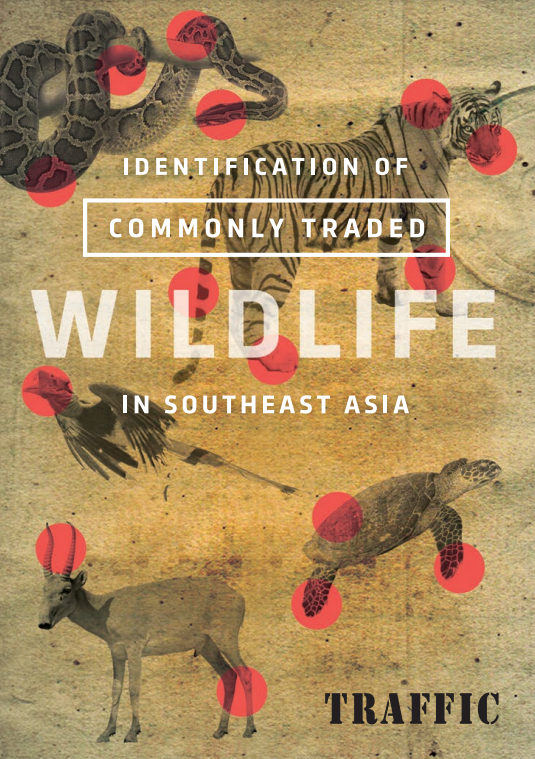 IDENTIFICATION OF
COMMONLY TRADED
WILDLIFE
IN SOUTHEAST ASIA
TRAFFIC